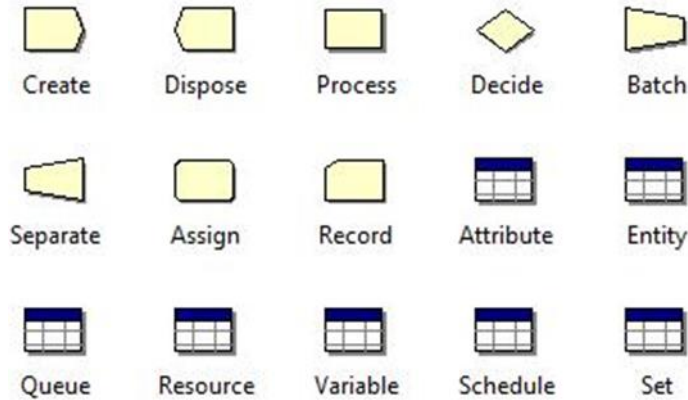 Create Dispose Process Decide Batch
Separate Assign Record Attribute Entity
Queue Resource Variable Schedule Set